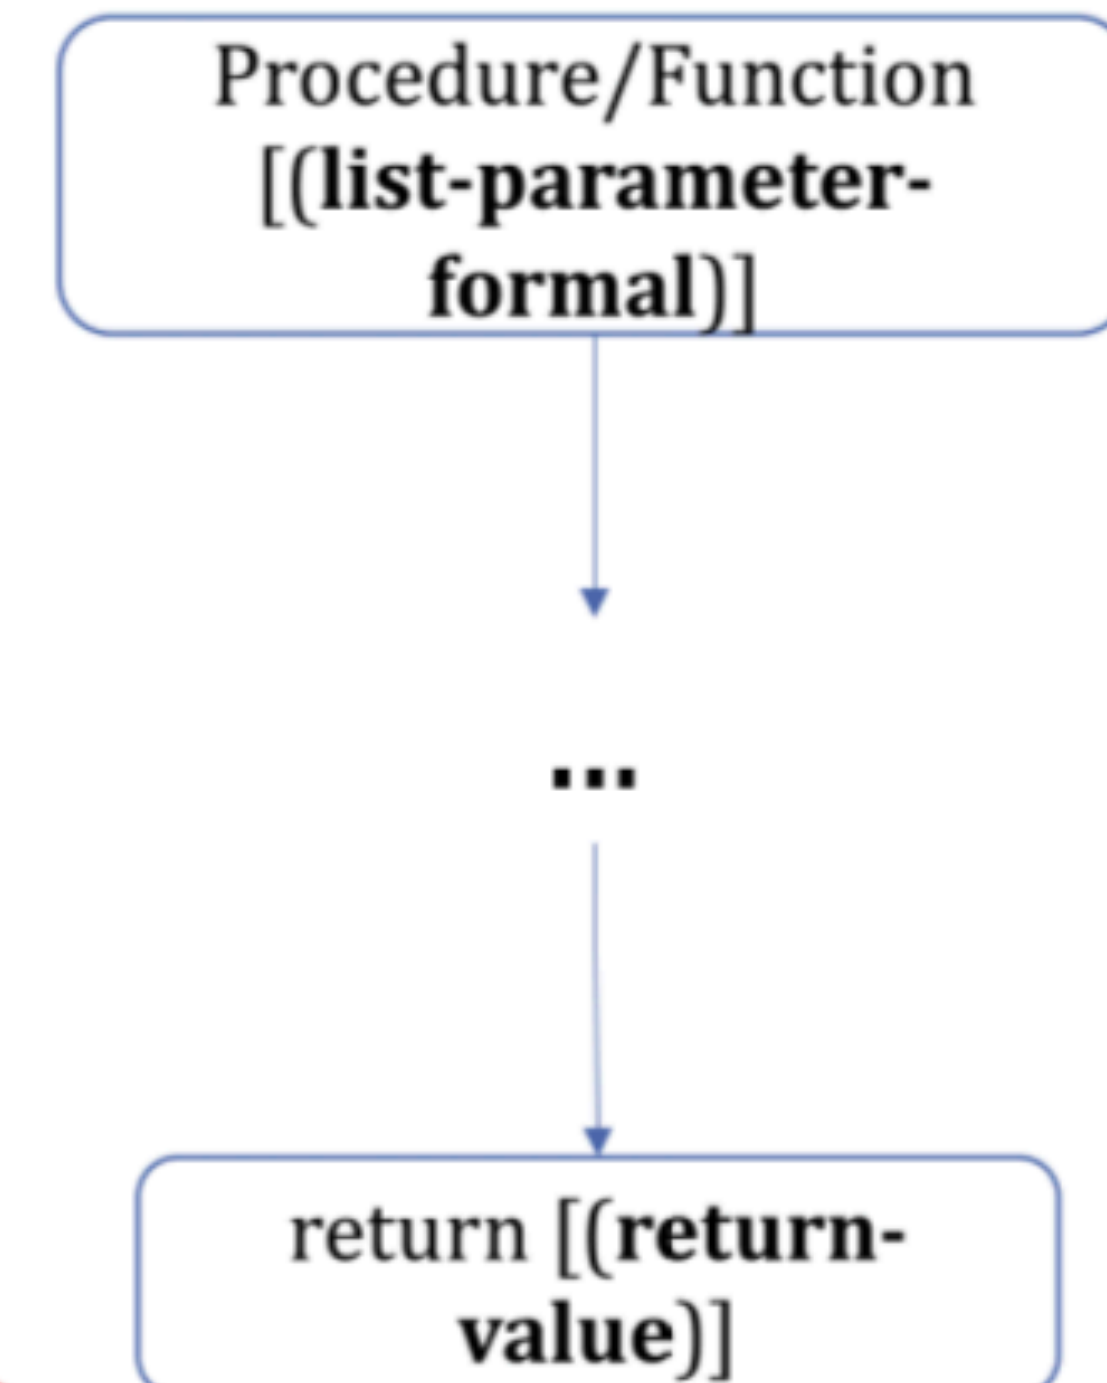 Procedure/Function
[(list-parameter-
formal)]
...
return [(return-
value)]